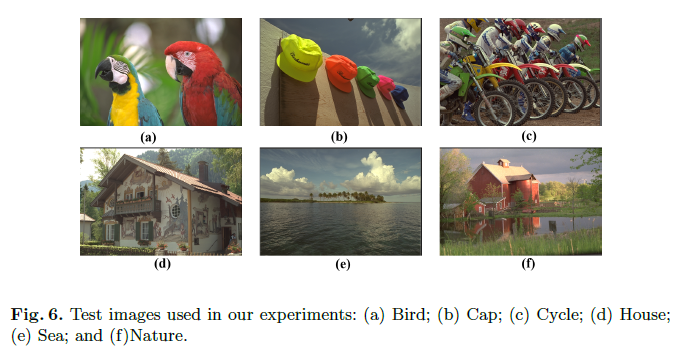 (a) (b) (c)
(d) (e) (f)
Fig. 6. Test images used in our experiments: (a) Bird; (b) Cap; (c) Cycle; (d) House;
(e) Sea; and (f)Nature.